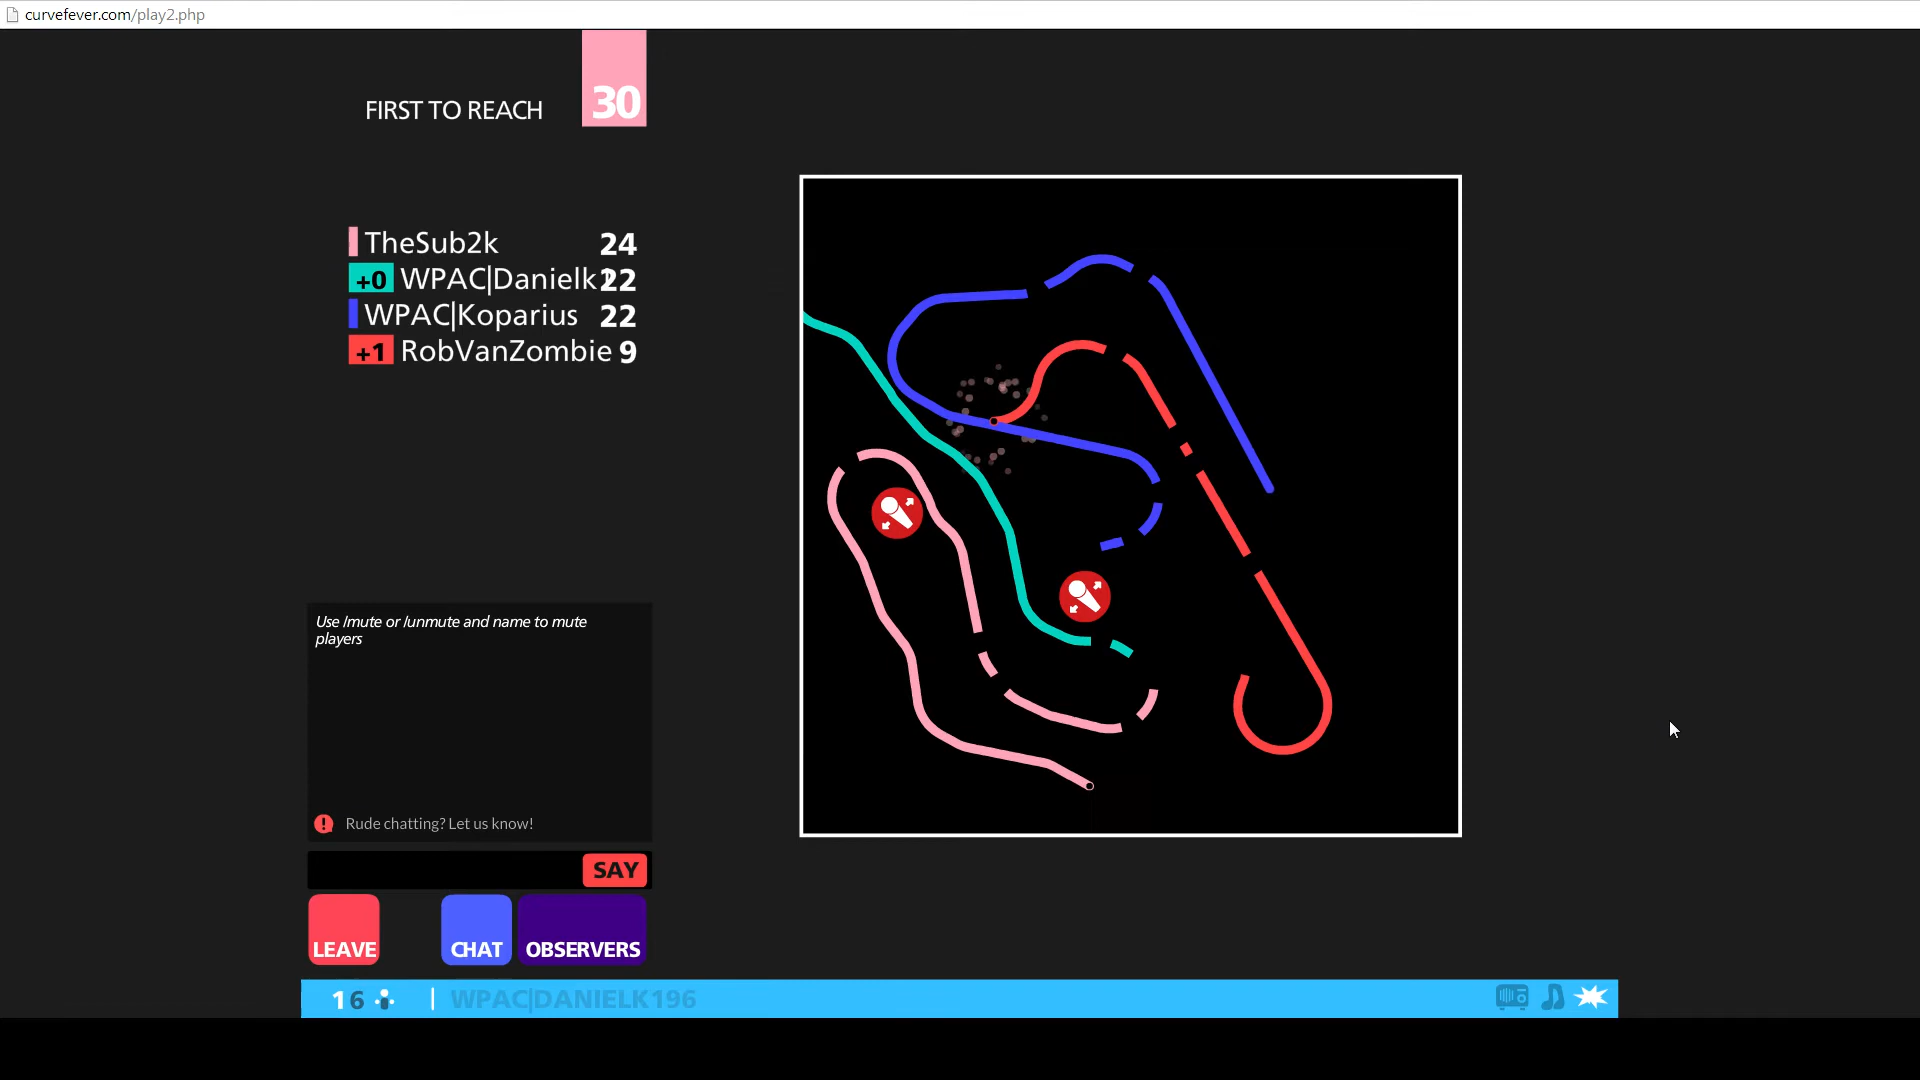 curvefever.com/play2.php
FIRST TO REACH
30
TheSub2k 24
+0 WPAC|Danielk 22
WPAC|Koparius 22
+1 RobVanZombie 9
Use /mute or /unmute and name to mute
players
Rude chatting? Let us know!
SAY
LEAVE
CHAT
OBSERVERS
16
WPAC|DANIELK196